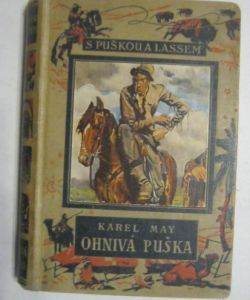 S PUŠKOU A LASSEM
KAREL MAY
OHNIVÁ PUŠKA